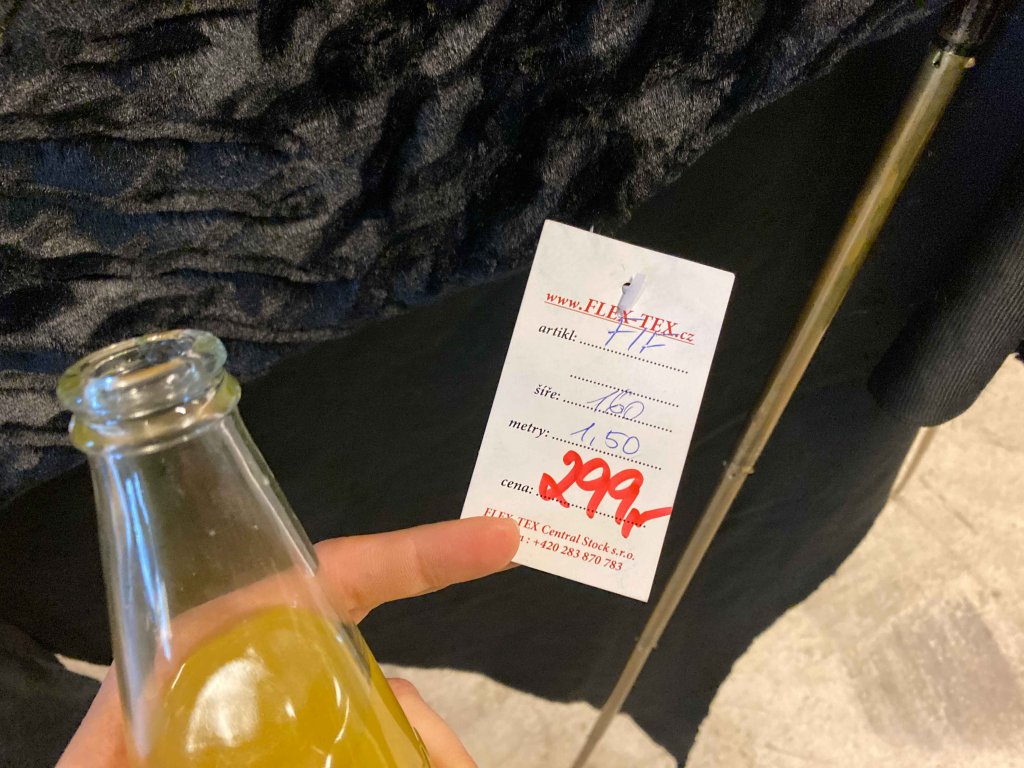 www.FLEX-TEX.cz
artikl:
šíře: 160
metry: 1,50
cena: 299,-
FLEX-TEX Central Stock s.r.o.
: +420 283 870 783